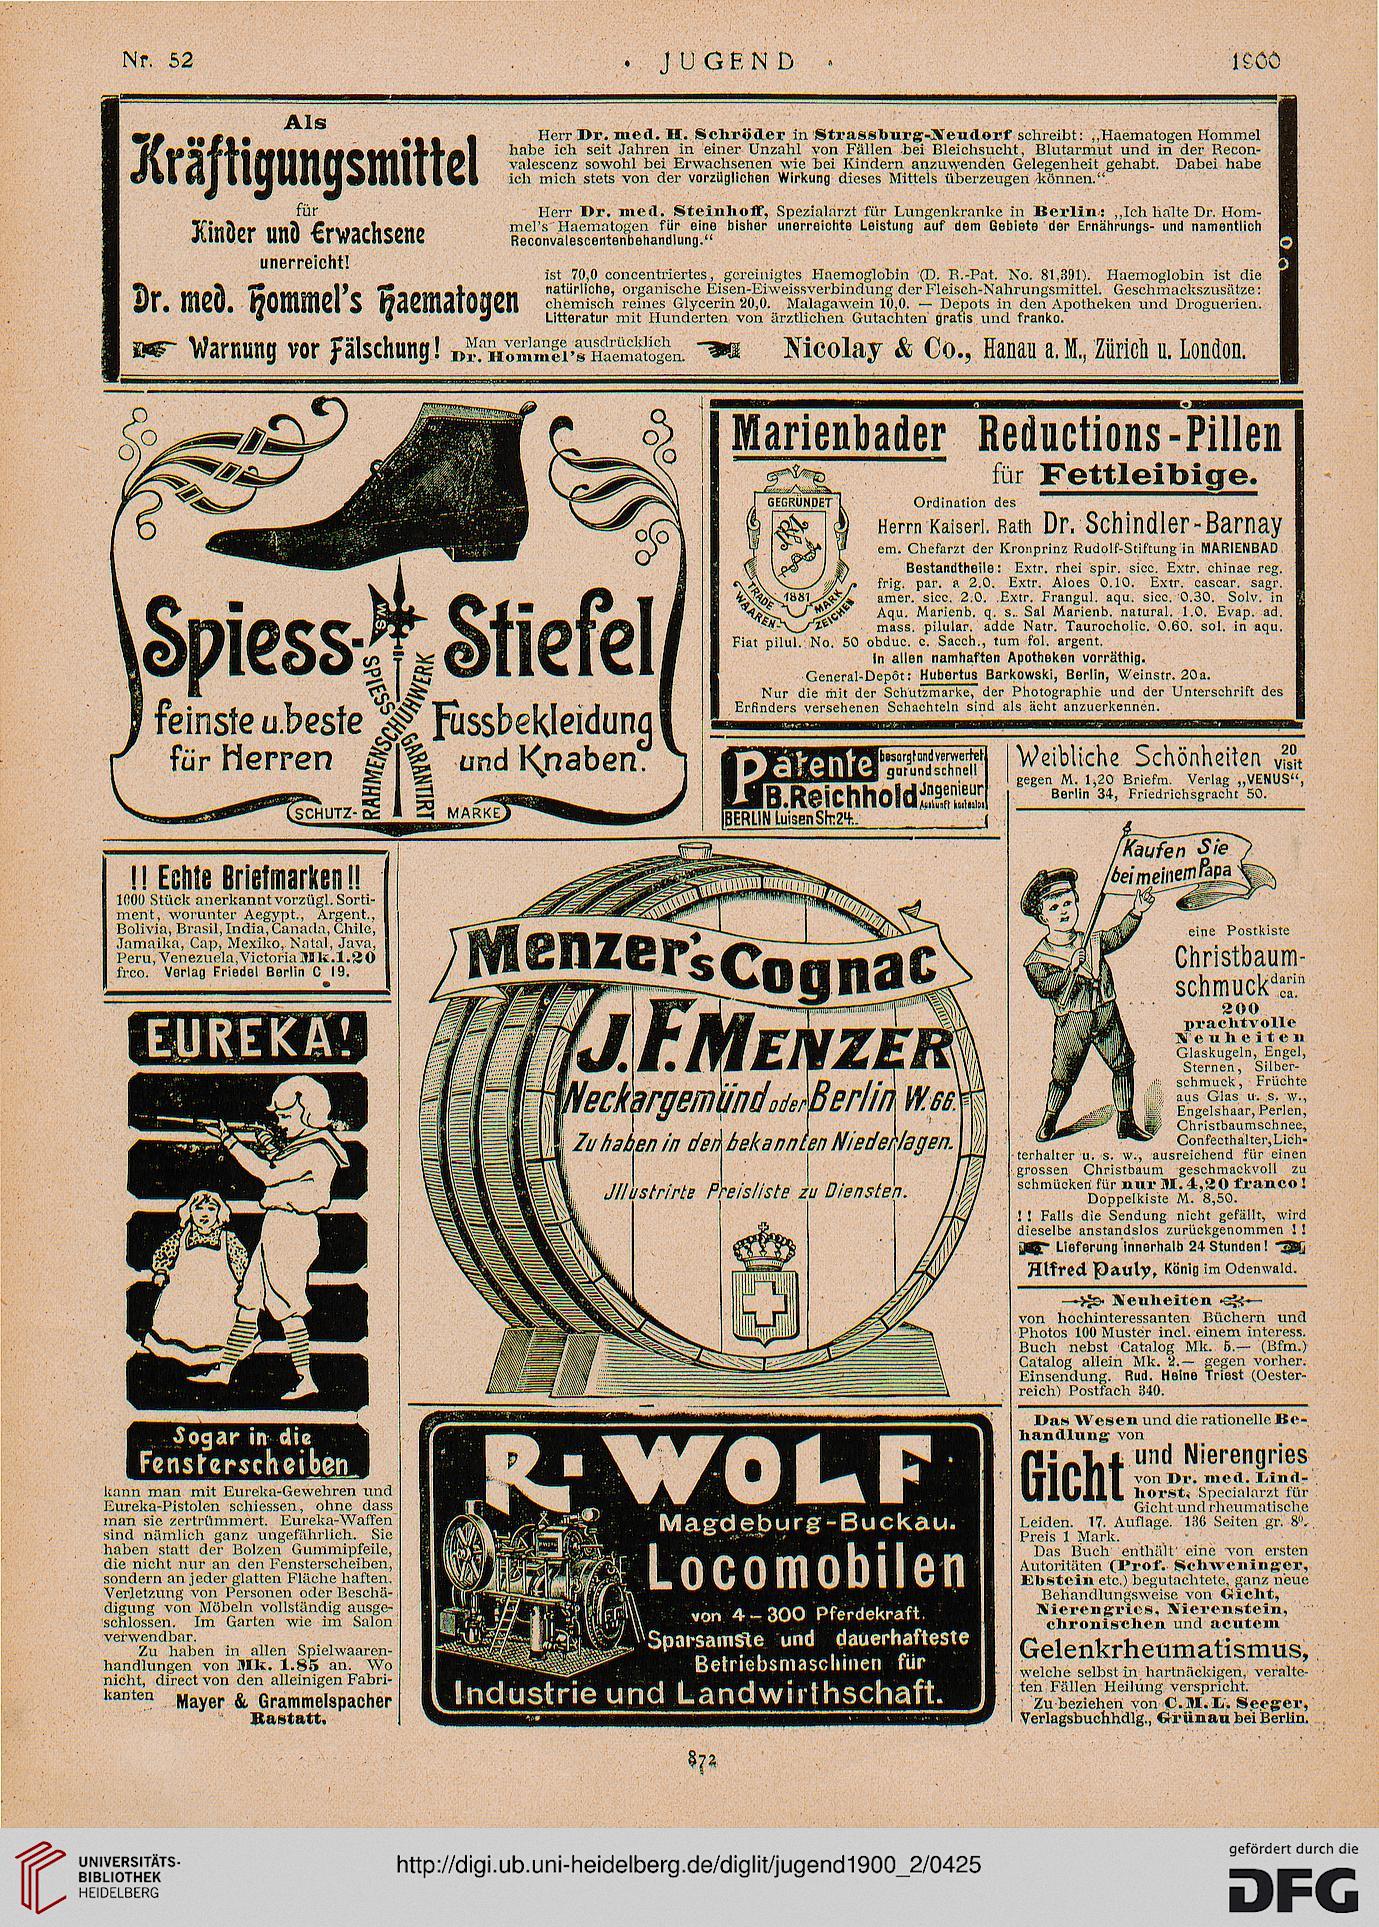 Nr. 52
· JUGEND ·
1900
Als
Kräftigungsmittel
für
Kinder und Erwachsene
unerreicht!
Dr. med. Hommel's Haematogen
Herr Dr. med. H. Schröder in Strassburg-Neudorf schreibt: „Haematogen Hommel
habe ich seit Jahren in einer Unzahl von Fällen bei Bleichsucht, Blutarmut und in der Recon-
valescenz sowohl bei Erwachsenen wie bei Kindern anzuwenden Gelegenheit gehabt. Dabei habe
ich mich stets von der vorzüglichen Wirkung dieses Mittels überzeugen können."
Herr Dr. med. Steinhoff, Spezialarzt für Lungenkranke in Berlin: „Ich halte Dr. Hom-
mel's Haematogen für eine bisher unerreichte Leistung auf dem Gebiete der Ernährungs- und namentlich
Reconvalescentenbehandlung."
ist 70,0 concentriertes, gereinigtes Haemoglobin (D. R.-Pat. No. 81,391). Haemoglobin ist die
natürliche, organische Eisen-Eiweissverbindung der Fleisch-Nahrungsmittel. Geschmackszusätze:
chemisch reines Glycerin 20,0. Malagawein 10,0. — Depots in den Apotheken und Droguerien.
Litteratur mit Hunderten von ärztlichen Gutachten gratis und franko.
Warnung vor Fälschung!
Man verlange ausdrücklich
Dr. Hommel's Haematogen.
Nicolay & Co., Hanau a. M., Zürich u. London.
Spiess- Stiefel
WS
feinste u. beste Fussbekleidung
für Herren und Knaben.
SPIESS SCHUHWERK
RAHMEN GARANTIRT
SCHUTZ- MARKE
Marienbader Reductions-Pillen
für Fettleibige.
GEGRÜNDET
1881
TRADE MARK
WAAREN- ZEICHEN
Ordination des
Herrn Kaiserl. Rath Dr. Schindler-Barnay
em. Chefarzt der Kronprinz Rudolf-Stiftung in MARIENBAD
Bestandtheile: Extr. rhei spir. sicc. Extr. chinae reg.
frig. par. a 2.0. Extr. Aloes 0.10. Extr. cascar. sagr.
amer. sicc. 2.0. Extr. Frangul. aqu. sicc. 0.30. Solv. in
Aqu. Marienb. q. s. Sal Marienb. natural. 1.0. Evap. ad.
mass. pilular. adde Natr. Taurocholic. 0.60. sol. in aqu.
Fiat pilul. No. 50 obduc. c. Sacch., tum fol. argent.
In allen namhaften Apotheken vorräthig.
General-Depôt: Hubertus Barkowski, Berlin, Weinstr. 20a.
Nur die mit der Schutzmarke, der Photographie und der Unterschrift des
Erfinders versehenen Schachteln sind als ächt anzuerkennen.
Patente besorgt und verwertet
gut und schnell
B. Reichhold Ingenieur
Auskunft kostenlos
BERLIN Luisen Str. 24.
Weibliche Schönheiten 20 Visit
gegen M. 1,20 Briefm. Verlag „VENUS",
Berlin 34, Friedrichsgracht 50.
!! Echte Briefmarken !!
1000 Stück anerkannt vorzügl. Sorti-
ment, worunter Aegypt., Argent.,
Bolivia, Brasil, India, Canada, Chile,
Jamaika, Cap, Mexiko, Natal, Java,
Peru, Venezuela, Victoria Mk. 1.20
frco. Verlag Friedel Berlin C 19.
EUREKA!
Sogar in die
Fensterscheiben
kann man mit Eureka-Gewehren und
Eureka-Pistolen schiessen, ohne dass
man sie zertrümmert. Eureka-Waffen
sind nämlich ganz ungefährlich. Sie
haben statt der Bolzen Gummipfeile,
die nicht nur an den Fensterscheiben,
sondern an jeder glatten Fläche haften.
Verletzung von Personen oder Beschä-
digung von Möbeln vollständig ausge-
schlossen. Im Garten wie im Salon
verwendbar.
Zu haben in allen Spielwaaren-
handlungen von Mk. 1.85 an. Wo
nicht, direct von den alleinigen Fabri-
kanten Mayer & Grammelspacher
Rastatt.
Menzer's Cognac
J. F. MENZER
Neckargemünd oder Berlin W. 66.
Zu haben in den bekannten Niederlagen.
Jllustrirte Preisliste zu Diensten.
R. WOLF
Magdeburg-Buckau.
Locomobilen
von 4–300 Pferdekraft.
Sparsamste und dauerhafteste
Betriebsmaschinen für
Industrie und Landwirthschaft.
Kaufen Sie
bei meinem Papa
eine Postkiste
Christbaum-
schmuck darin ca.
200
prachtvolle
Neuheiten
Glaskugeln, Engel,
Sternen, Silber-
schmuck, Früchte
aus Glas u. s. w.,
Engelshaar, Perlen,
Christbaumschnee,
Confecthalter, Lich-
terhalter u. s. w., ausreichend für einen
grossen Christbaum geschmackvoll zu
schmücken für nur M. 4,20 franco!
Doppelkiste M. 8,50.
!! Falls die Sendung nicht gefällt, wird
dieselbe anstandslos zurückgenommen !!
Lieferung innerhalb 24 Stunden!
Alfred Pauly, König im Odenwald.
Neuheiten
von hochinteressanten Büchern und
Photos 100 Muster incl. einem interess.
Buch nebst Catalog Mk. 5.— (Bfm.)
Catalog allein Mk. 2.— gegen vorher.
Einsendung. Rud. Heine Triest (Oester-
reich) Postfach 340.
Das Wesen und die rationelle Be-
handlung von
Gicht und Nierengries
von Dr. med. Lind-
horst, Specialarzt für
Gicht und rheumatische
Leiden. 17. Auflage. 136 Seiten gr. 8°.
Preis 1 Mark.
Das Buch enthält eine von ersten
Autoritäten (Prof. Schweninger,
Ebstein etc.) begutachtete, ganz neue
Behandlungsweise von Gicht,
Nierengries, Nierenstein,
chronischen und acutem
Gelenkrheumatismus,
welche selbst in hartnäckigen, veralte-
ten Fällen Heilung verspricht.
Zu beziehen von C. M. L. Seeger,
Verlagsbuchhdlg., Grünau bei Berlin.
872
UNIVERSITÄTS-
BIBLIOTHEK
HEIDELBERG
http://digi.ub.uni-heidelberg.de/diglit/jugend1900_2/0425
gefördert durch die
DFG